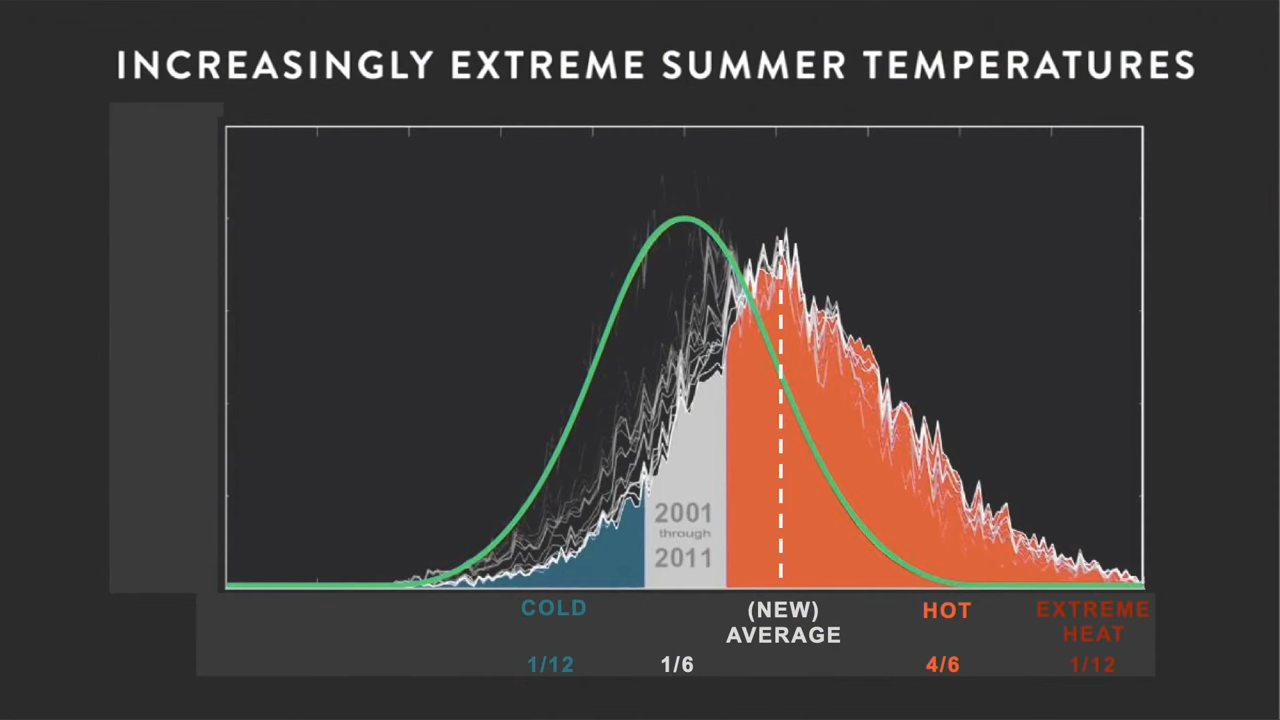 INCREASINGLY EXTREME SUMMER TEMPERATURES
2001
through
2011
COLD
(NEW)
AVERAGE
HOT
EXTREME
HEAT
1/12
1/6
4/6
1/12